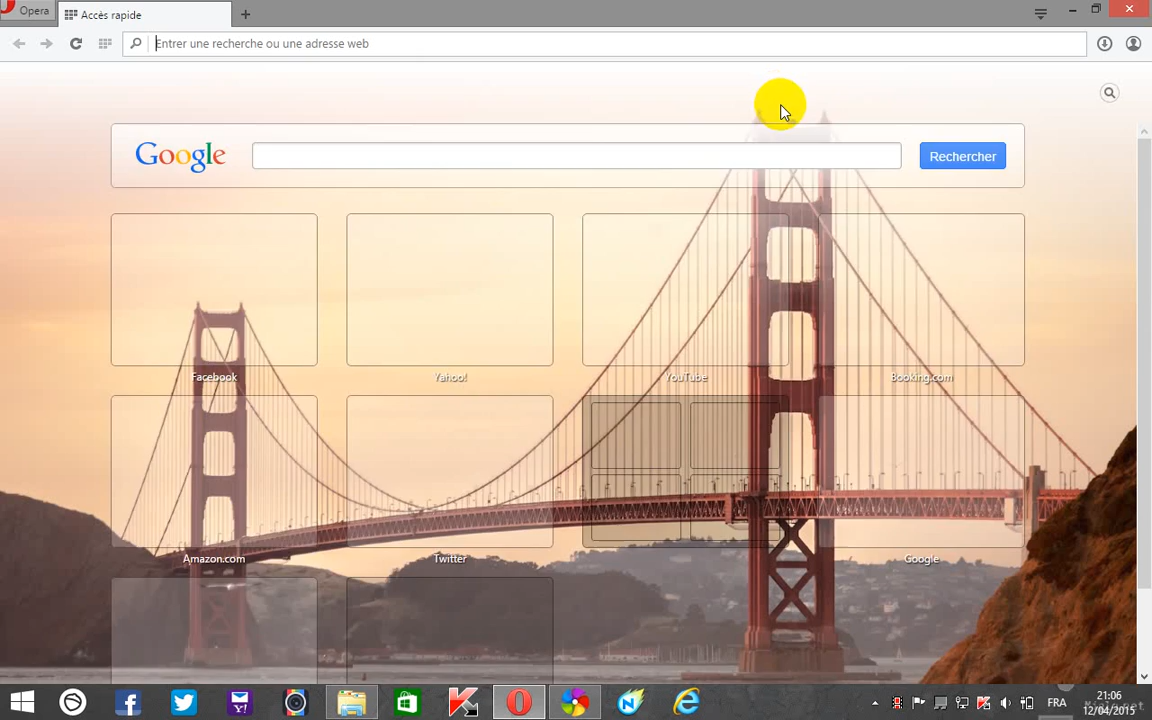 Opera
Accès rapide
Entrer une recherche ou une adresse web
Google
Rechercher
Facebook
Yahoo!
YouTube
Booking.com
Amazon.com
Twitter
Google
FRA
21:06
12/04/2015